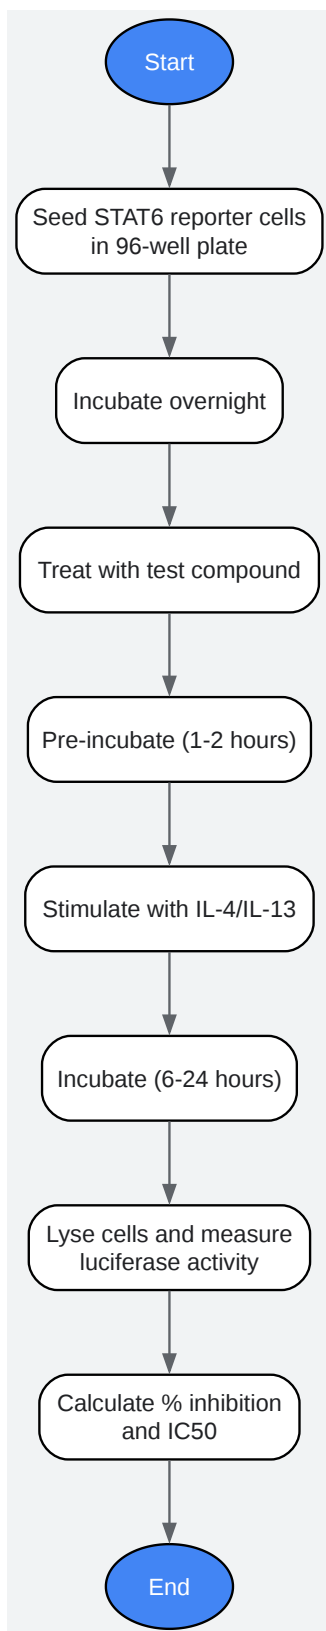 Start
Seed STAT6 reporter cells
in 96-well plate
Incubate overnight
Treat with test compound
Pre-incubate (1-2 hours)
Stimulate with IL-4/IL-13
Incubate (6-24 hours)
Lyse cells and measure
luciferase activity
Calculate % inhibition
and IC50
End